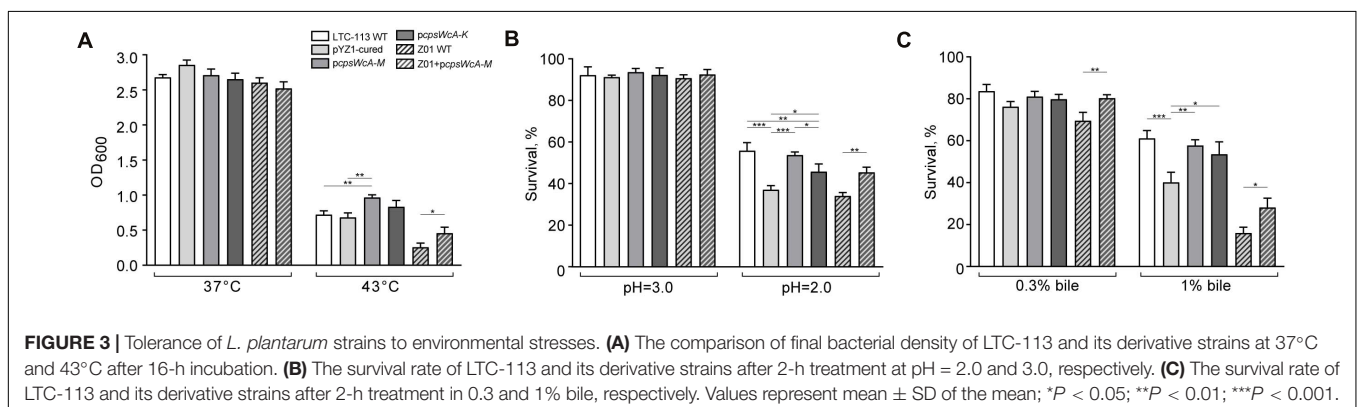 A
LTC-113 WT
pYZ1-cured
pcpsWcA-M
pcpsWcA-K
Z01 WT
Z01+pcpsWcA-M
OD600
3.0
2.5
2.0
1.5
1.0
0.5
0.0
** ** *
37°C 43°C
B
Survival, %
100
80
60
40
20
0
*
**
*** *** * **
pH=3.0 pH=2.0
C
Survival, %
100
80
60
40
20
0
**
*
*** **
*
0.3% bile 1% bile
FIGURE 3 | Tolerance of L. plantarum strains to environmental stresses. (A) The comparison of final bacterial density of LTC-113 and its derivative strains at 37°C
and 43°C after 16-h incubation. (B) The survival rate of LTC-113 and its derivative strains after 2-h treatment at pH = 2.0 and 3.0, respectively. (C) The survival rate of
LTC-113 and its derivative strains after 2-h treatment in 0.3 and 1% bile, respectively. Values represent mean ± SD of the mean; *P < 0.05; **P < 0.01; ***P < 0.001.